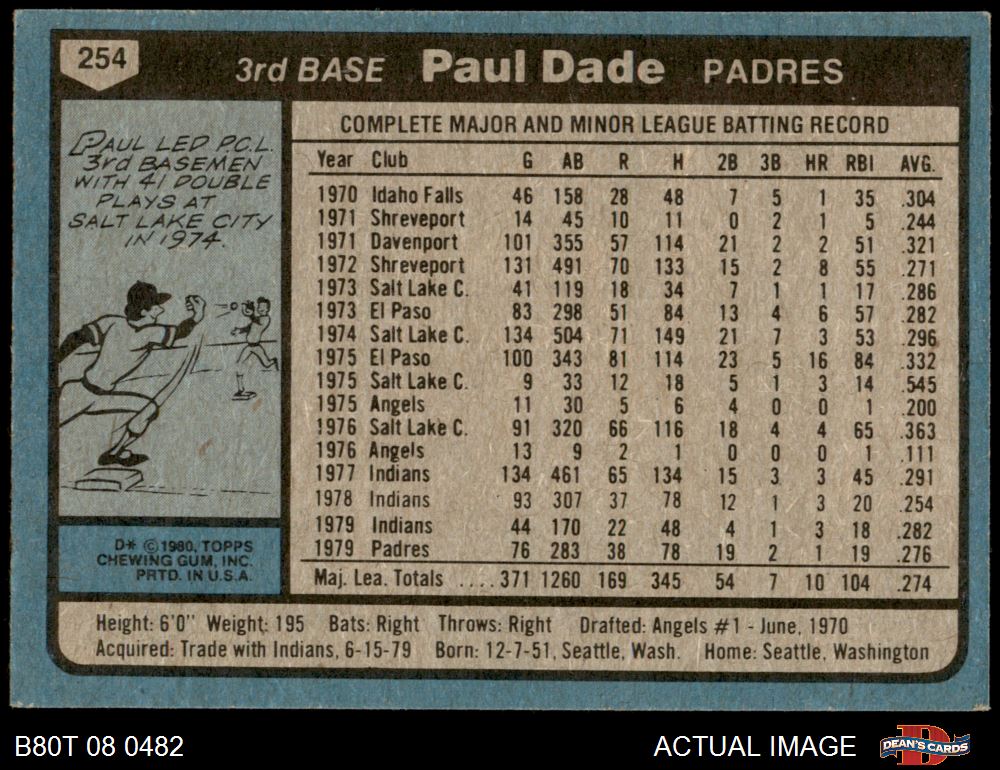 254
3rd BASE Paul Dade PADRES
PAUL LED P.C.L.
3rd BASEMEN
WITH 41 DOUBLE
PLAYS AT
SALT LAKE CITY
IN 1974.
D* © 1980, TOPPS
CHEWING GUM, INC.
PRTD. IN U.S.A.
COMPLETE MAJOR AND MINOR LEAGUE BATTING RECORD
Year Club G AB R H 2B 3B HR RBI AVG.
1970 Idaho Falls 46 158 28 48 7 5 1 35 .304
1971 Shreveport 14 45 10 11 0 2 1 5 .244
1971 Davenport 101 355 57 114 21 2 2 51 .321
1972 Shreveport 131 491 70 133 15 2 8 55 .271
1973 Salt Lake C. 41 119 18 34 7 1 1 17 .286
1973 El Paso 83 298 51 84 13 4 6 57 .282
1974 Salt Lake C. 134 504 71 149 21 7 3 53 .296
1975 El Paso 100 343 81 114 23 5 16 84 .332
1975 Salt Lake C. 9 33 12 18 5 1 3 14 .545
1975 Angels 11 30 5 6 4 0 0 1 .200
1976 Salt Lake C. 91 320 66 116 18 4 4 65 .363
1976 Angels 13 9 2 1 0 0 0 1 .111
1977 Indians 134 461 65 134 15 3 3 45 .291
1978 Indians 93 307 37 78 12 1 3 20 .254
1979 Indians 44 170 22 48 4 1 3 18 .282
1979 Padres 76 283 38 78 19 2 1 19 .276
Maj. Lea. Totals .... 371 1260 169 345 54 7 10 104 .274
Height: 6'0" Weight: 195 Bats: Right Throws: Right Drafted: Angels #1 - June, 1970
Acquired: Trade with Indians, 6-15-79 Born: 12-7-51, Seattle, Wash. Home: Seattle, Washington
B80T 08 0482 ACTUAL IMAGE DEAN'S CARDS